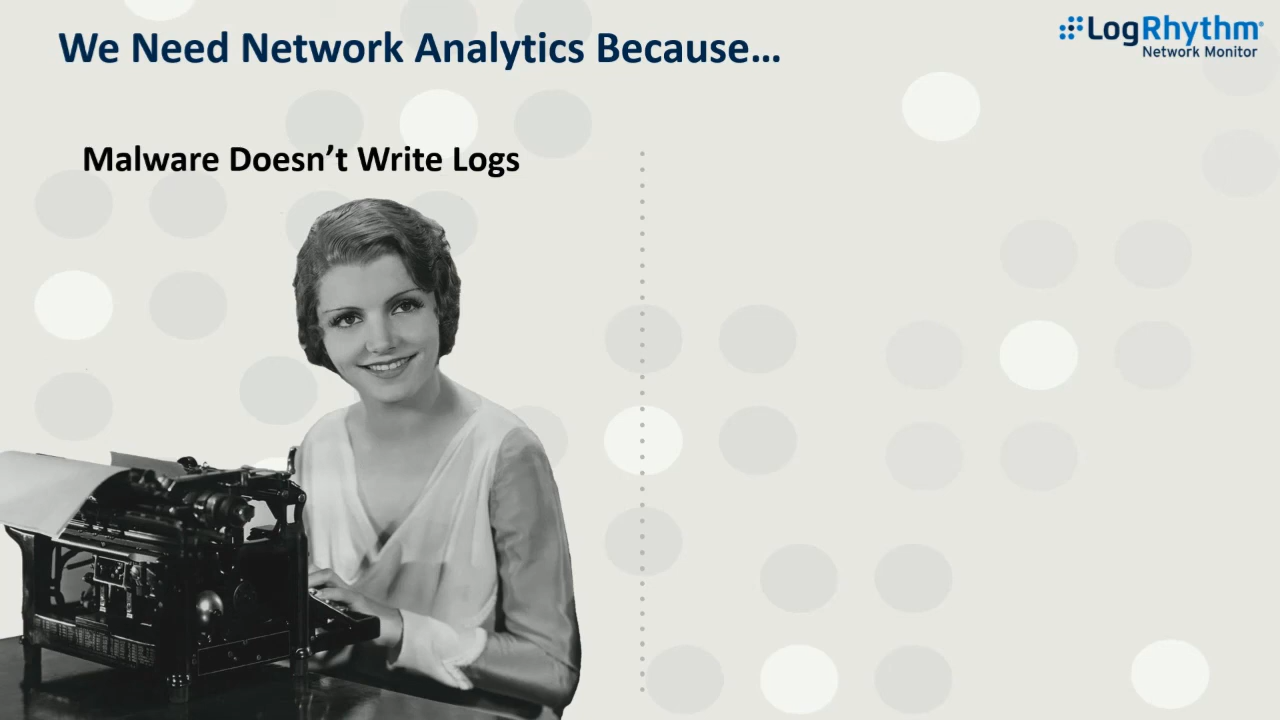 We Need Network Analytics Because…
LogRhythm
Network Monitor
Malware Doesn’t Write Logs